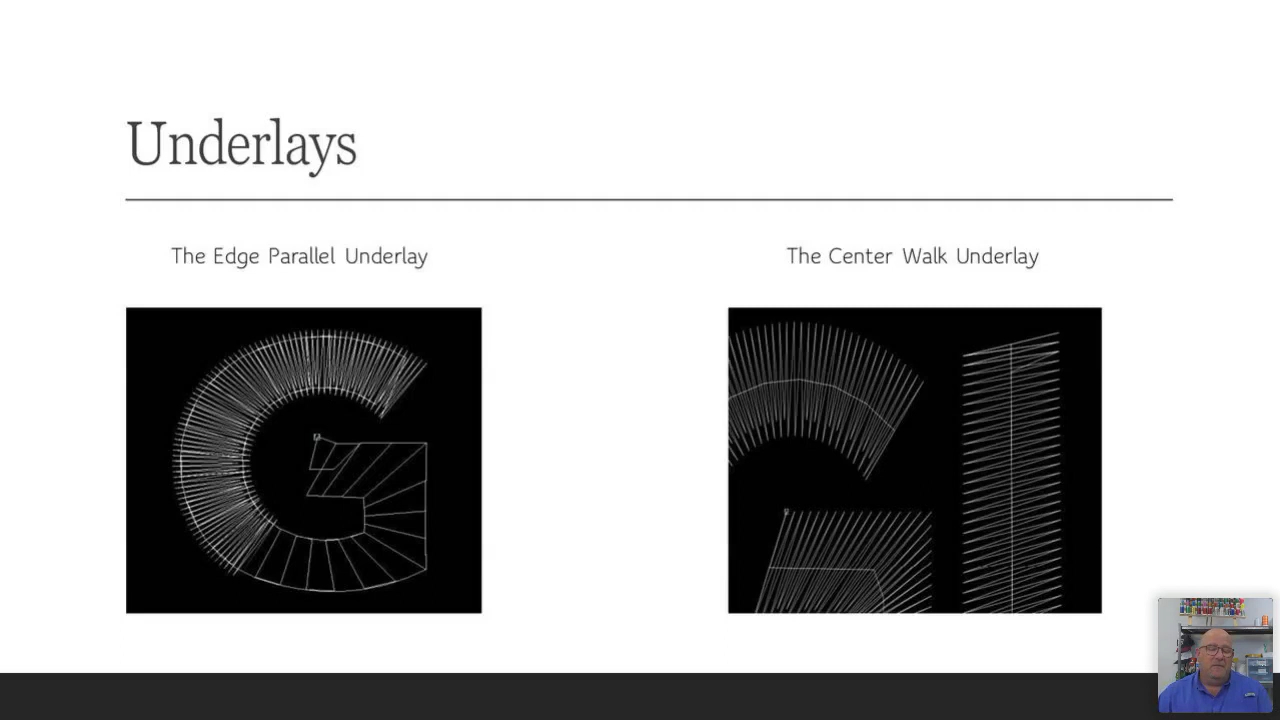 Underlays
The Edge Parallel Underlay
The Center Walk Underlay